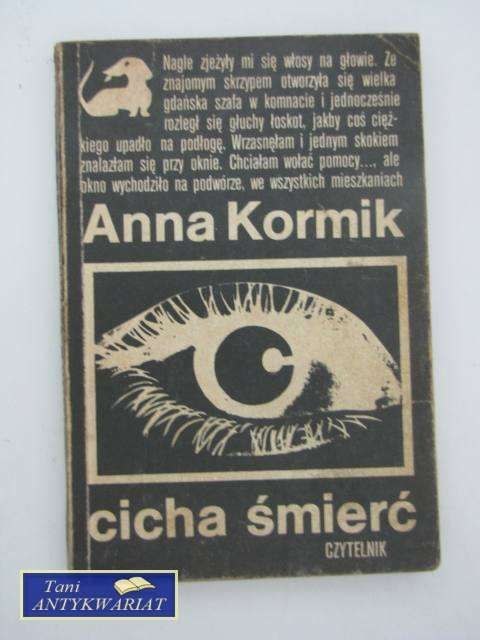 Nagle zjeżyły mi się włosy na głowie. Ze
znajomym skrzypem otworzyła się wielka
gdańska szafa w komnacie i jednocześnie
rozległ się głuchy łoskot, jakby coś cięż-
kiego upadło na podłogę. Wrzasnęłam i jednym skokiem
znalazłam się przy oknie. Chciałam wołać pomocy..., ale
okno wychodziło na podwórze, we wszystkich mieszkaniach
Anna Kormik
cicha śmierć
CZYTELNIK
Tani
ANTYKWARIAT